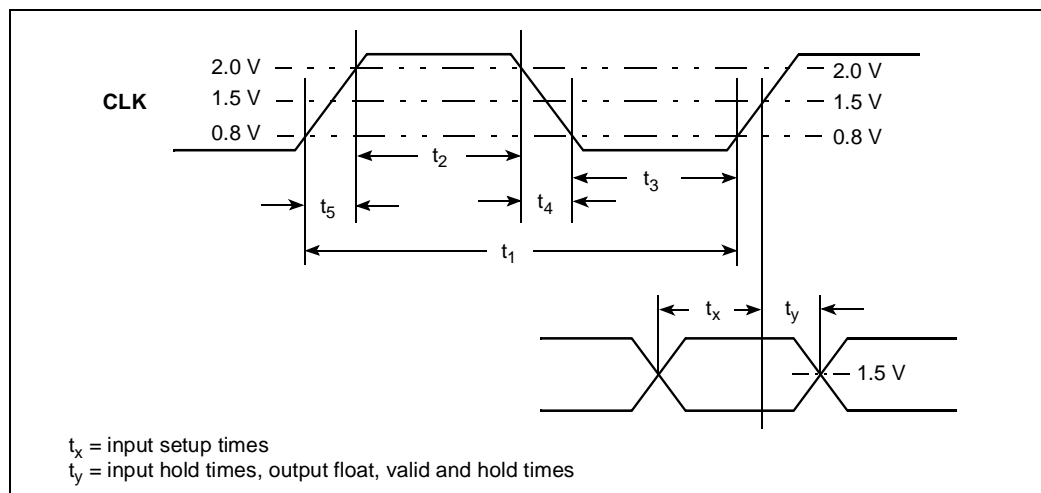 2.0 V 2.0 V
CLK 1.5 V 1.5 V
0.8 V 0.8 V
t2
t3
t5 t4
t1
tx ty
1.5 V
tx = input setup times
ty = input hold times, output float, valid and hold times